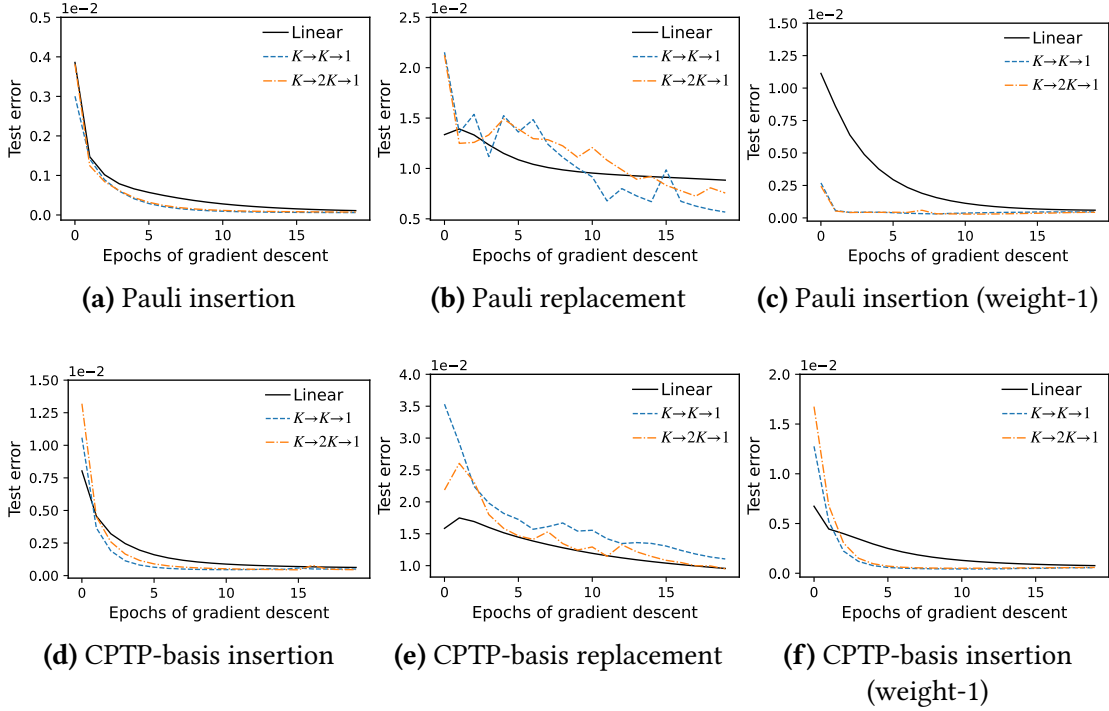 1e−2
0.5
0.4
0.3
0.2
0.1
0.0
Test error
0
5
10
15
Epochs of gradient descent
Linear
K→K→1
K→2K→1
(a) Pauli insertion
1e−2
2.5
2.0
1.5
1.0
0.5
Test error
0
5
10
15
Epochs of gradient descent
Linear
K→K→1
K→2K→1
(b) Pauli replacement
1e−2
1.50
1.25
1.00
0.75
0.50
0.25
0.00
Test error
0
5
10
15
Epochs of gradient descent
Linear
K→K→1
K→2K→1
(c) Pauli insertion (weight-1)
1e−2
1.50
1.25
1.00
0.75
0.50
0.25
0.00
Test error
0
5
10
15
Epochs of gradient descent
Linear
K→K→1
K→2K→1
(d) CPTP-basis insertion
1e−2
4.0
3.5
3.0
2.5
2.0
1.5
1.0
Test error
0
5
10
15
Epochs of gradient descent
Linear
K→K→1
K→2K→1
(e) CPTP-basis replacement
1e−2
2.0
1.5
1.0
0.5
0.0
Test error
0
5
10
15
Epochs of gradient descent
Linear
K→K→1
K→2K→1
(f) CPTP-basis insertion
(weight-1)